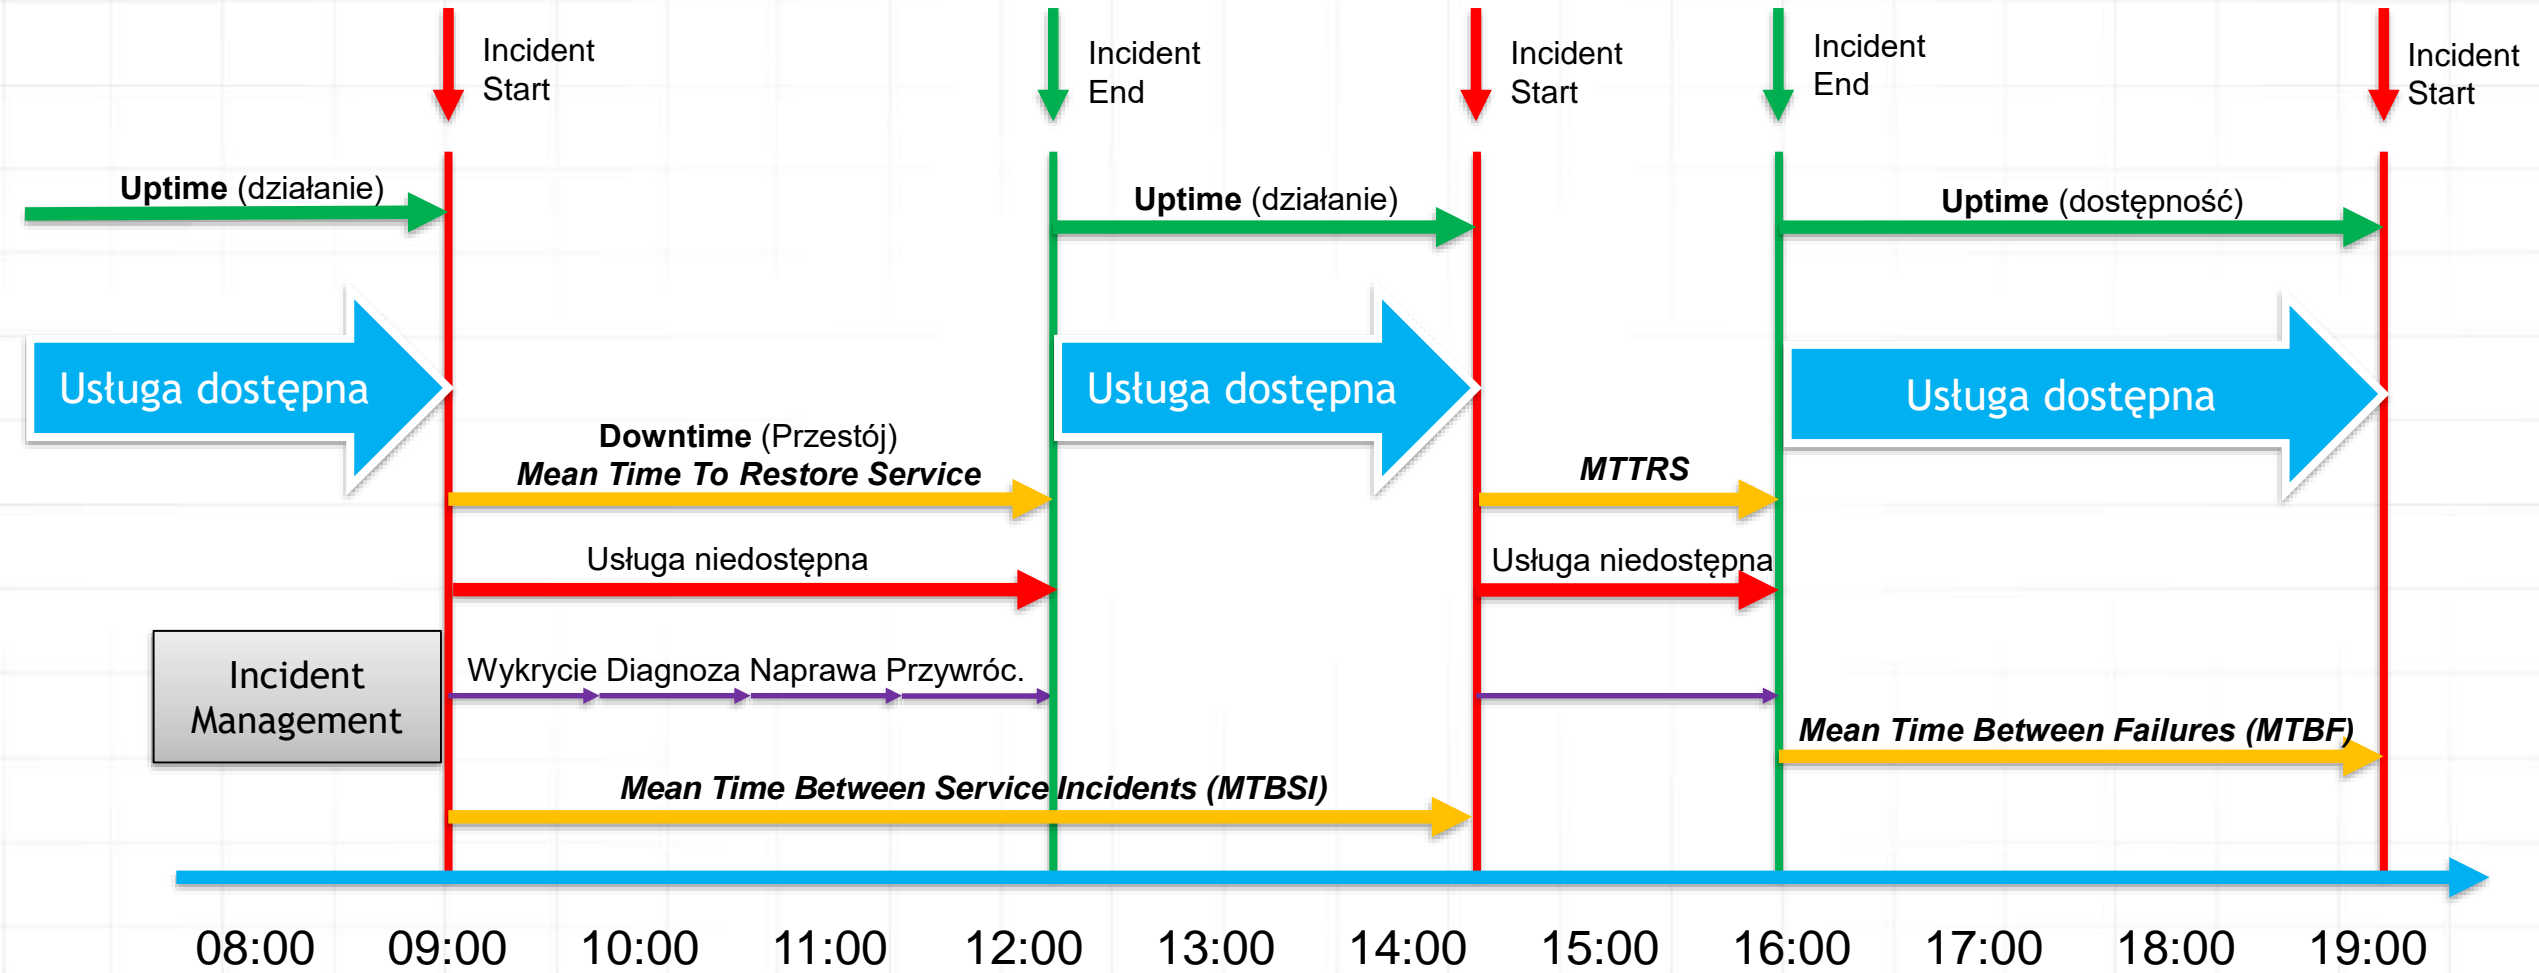 Incident
Start
Incident
End
Incident
Start
Incident
End
Incident
Start
Uptime (działanie)
Uptime (działanie)
Uptime (dostępność)
Usługa dostępna
Usługa dostępna
Usługa dostępna
Downtime (Przestój)
Mean Time To Restore Service
MTTRS
Usługa niedostępna
Usługa niedostępna
Incident
Management
Wykrycie Diagnoza Naprawa Przywróc.
Mean Time Between Failures (MTBF)
Mean Time Between Service Incidents (MTBSI)
08:00 09:00 10:00 11:00 12:00 13:00 14:00 15:00 16:00 17:00 18:00 19:00